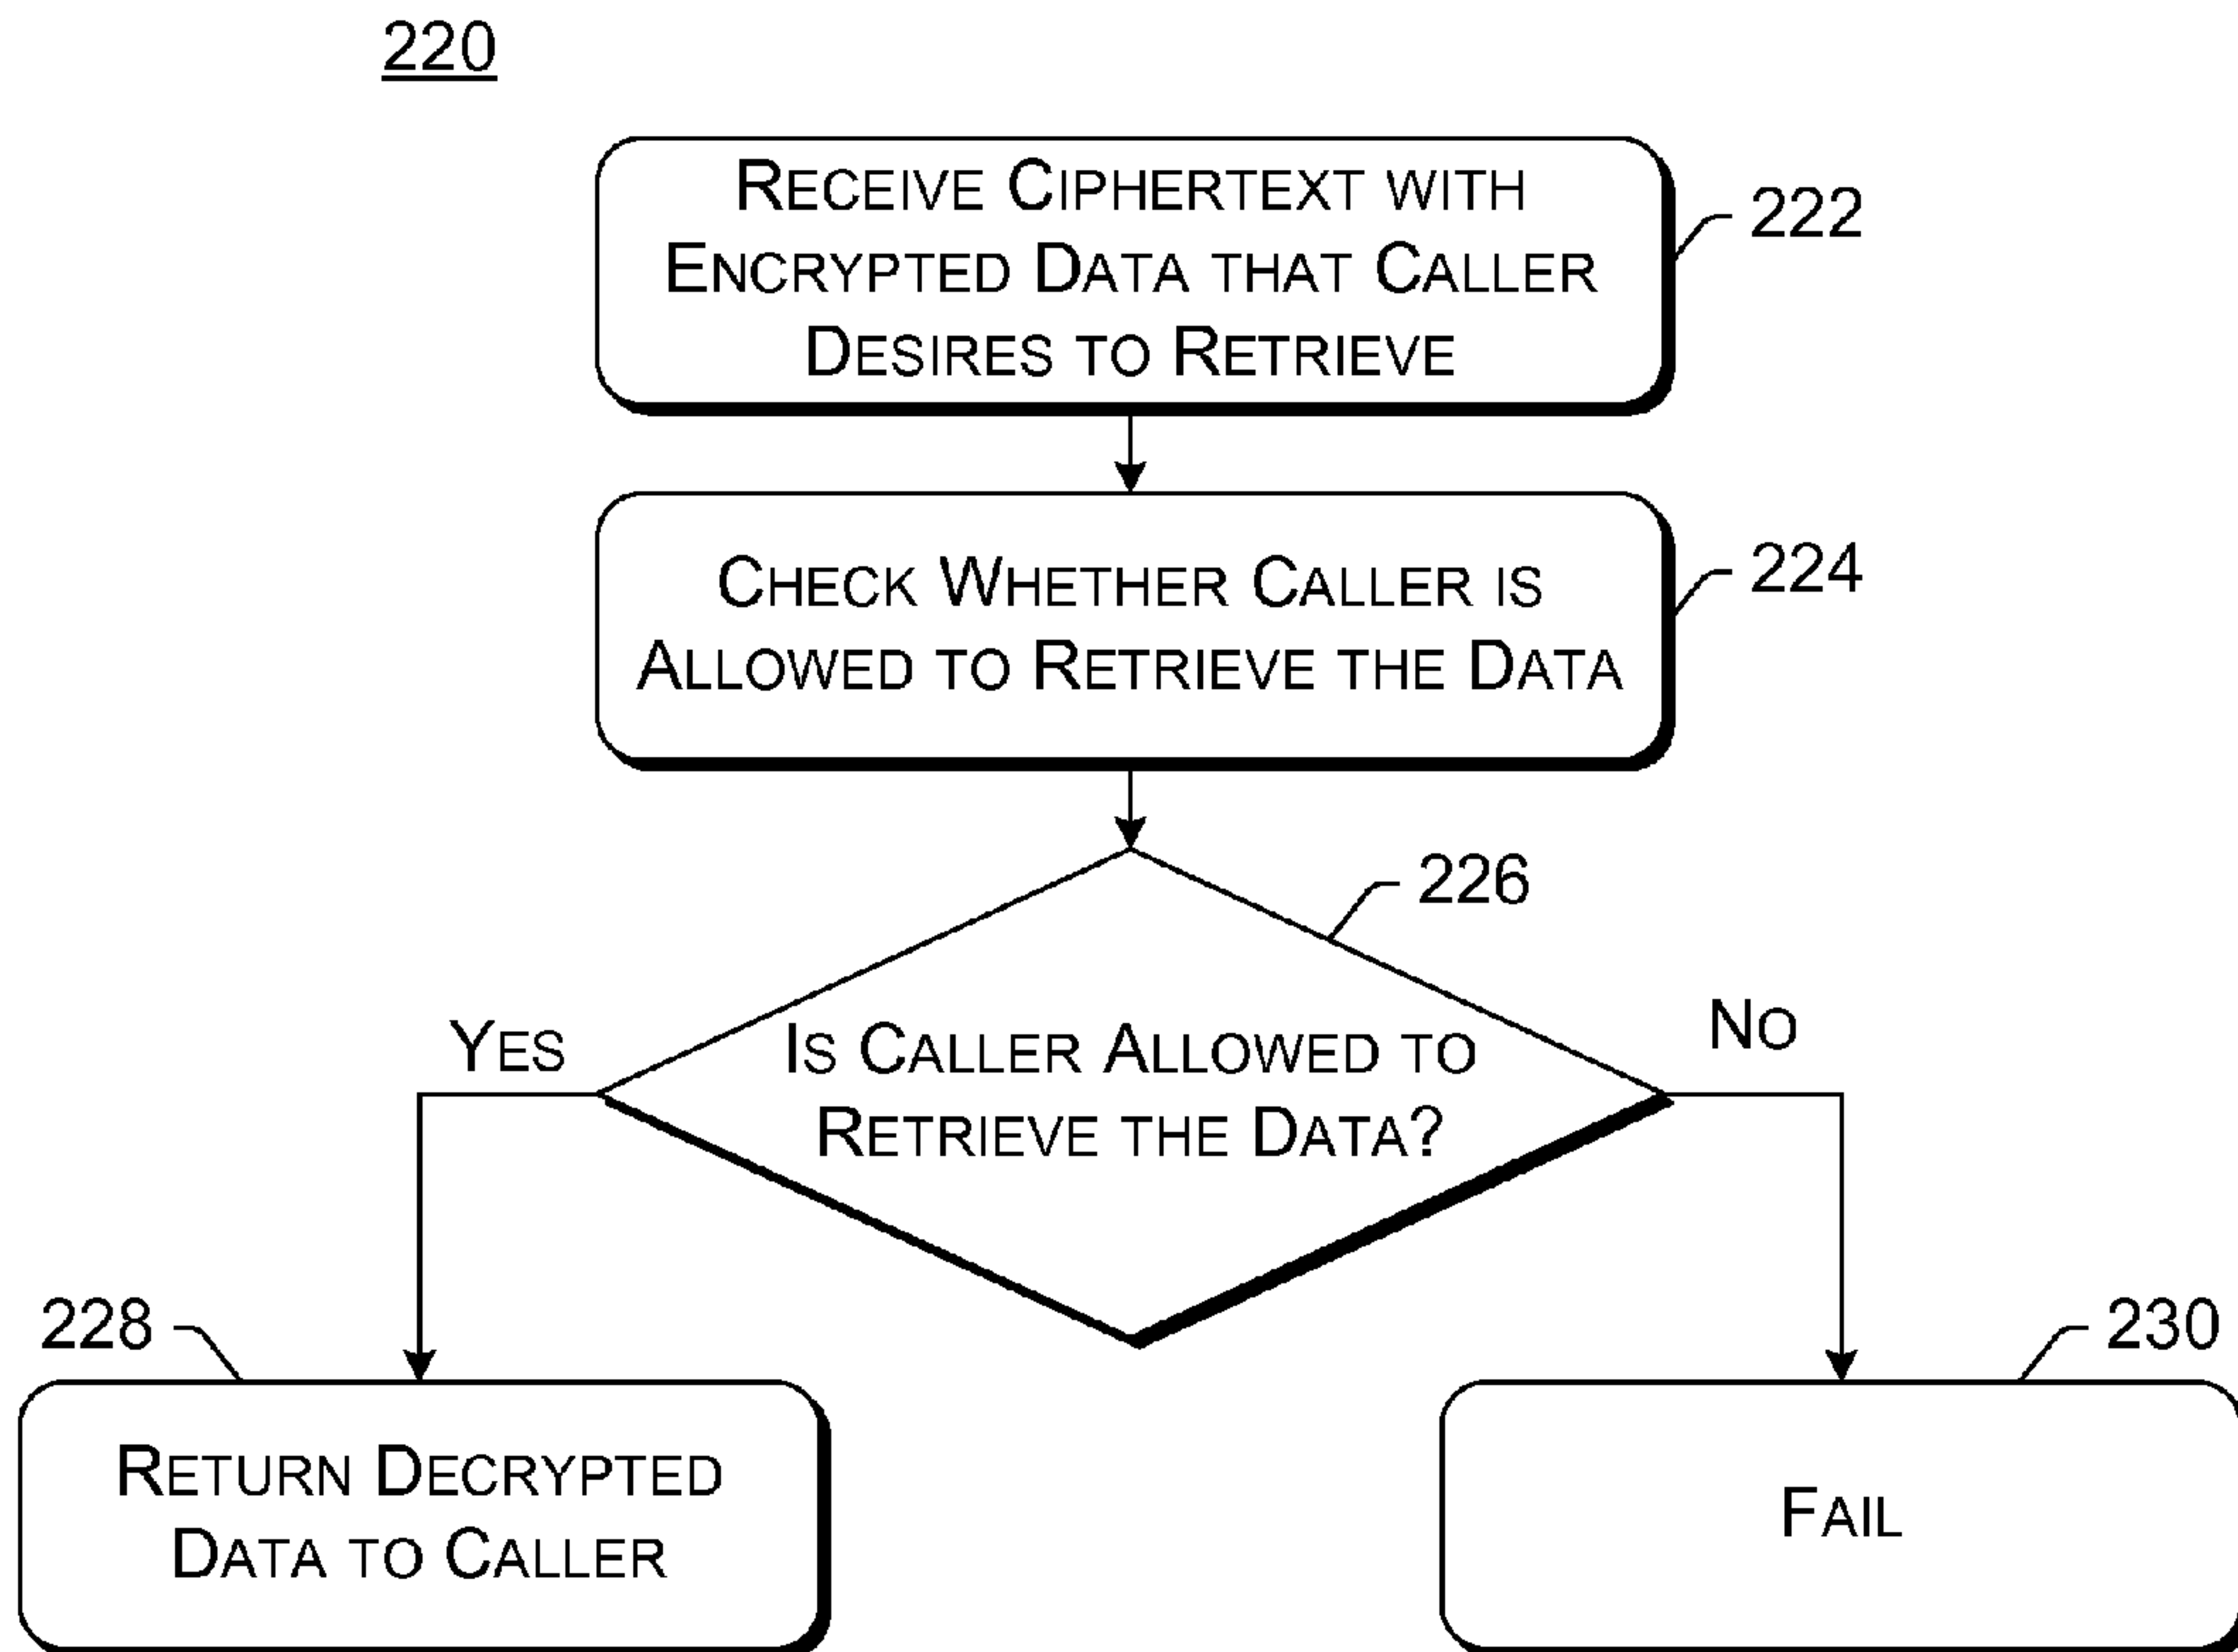 220
RECEIVE CIPHERTEXT WITH
ENCRYPTED DATA THAT CALLER
DESIRES TO RETRIEVE
222
CHECK WHETHER CALLER IS
ALLOWED TO RETRIEVE THE DATA
224
226
YES
IS CALLER ALLOWED TO
RETRIEVE THE DATA?
NO
228
RETURN DECRYPTED
DATA TO CALLER
230
FAIL